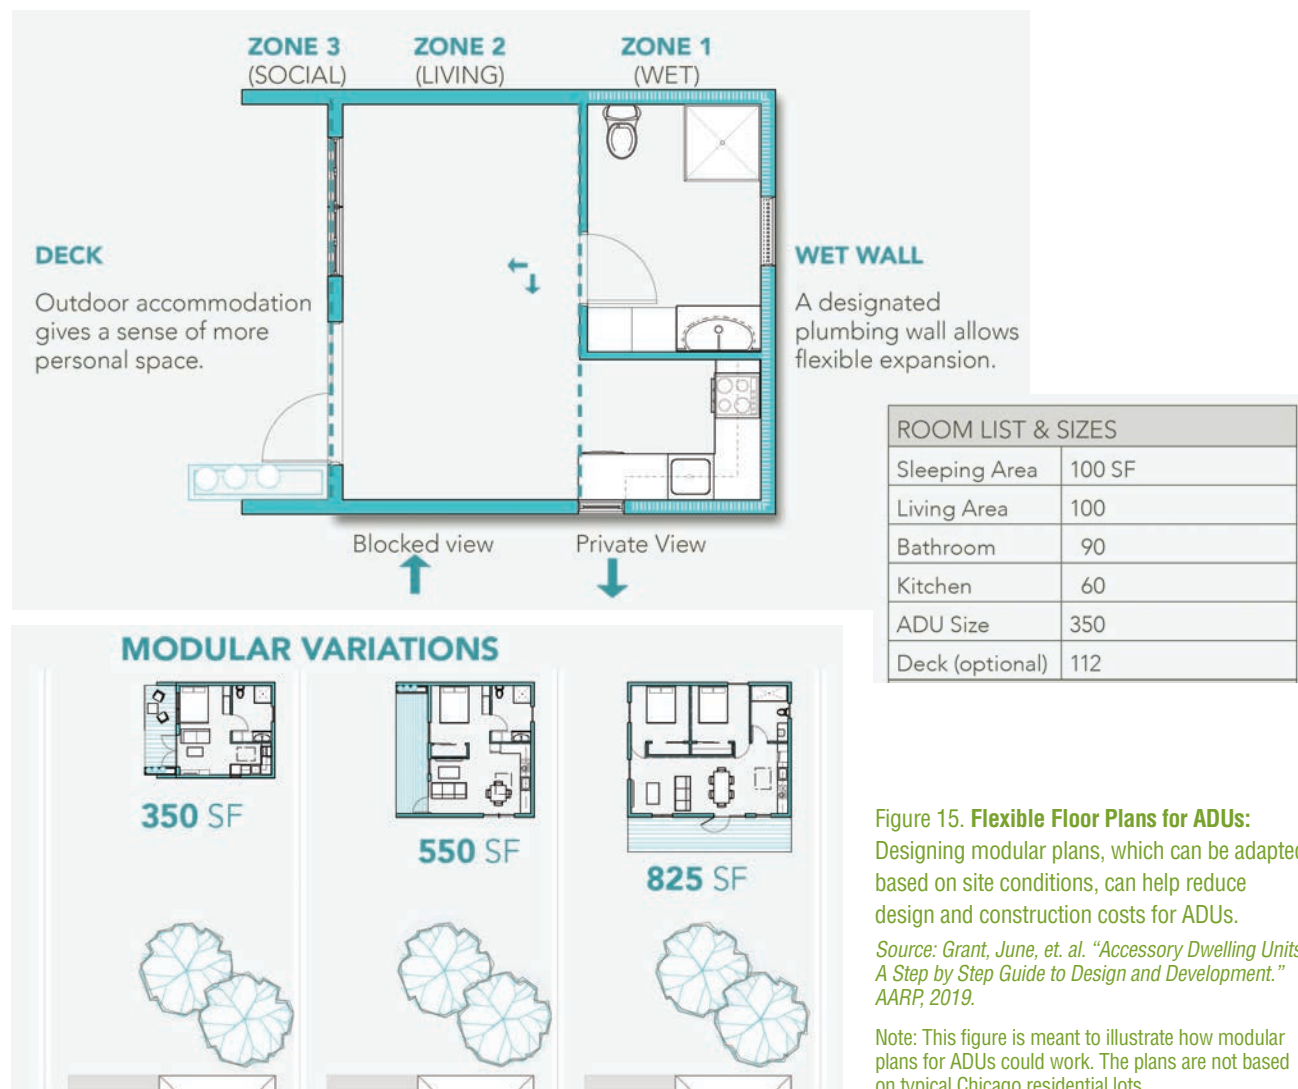 ZONE 3
(SOCIAL)
ZONE 2
(LIVING)
ZONE 1
(WET)
DECK
Outdoor accommodation
gives a sense of more
personal space.
WET WALL
A designated
plumbing wall allows
flexible expansion.
Blocked view
Private View
ROOM LIST & SIZES
Sleeping Area 100 SF
Living Area 100
Bathroom 90
Kitchen 60
ADU Size 350
Deck (optional) 112
MODULAR VARIATIONS
350 SF
550 SF
825 SF
Figure 15. Flexible Floor Plans for ADUs:
Designing modular plans, which can be adapted
based on site conditions, can help reduce
design and construction costs for ADUs.
Source: Grant, June, et. al. “Accessory Dwelling Units
A Step by Step Guide to Design and Development.”
AARP, 2019.
Note: This figure is meant to illustrate how modular
plans for ADUs could work. The plans are not based
on typical Chicago residential lots